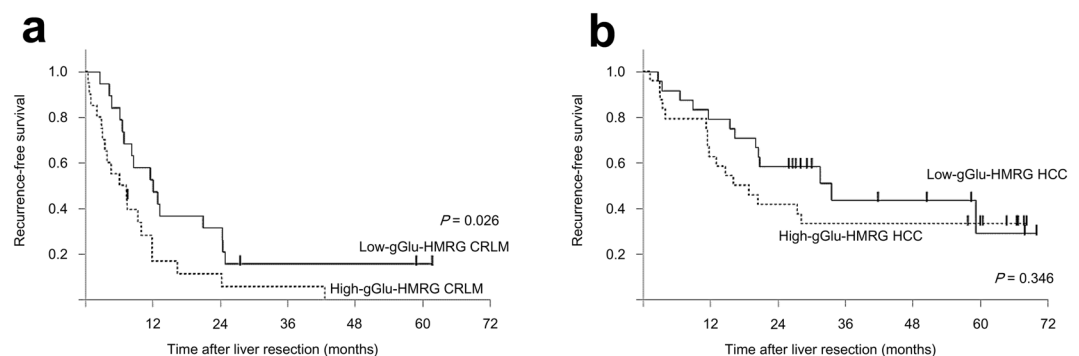 a
Recurrence-free survival
1.0
0.8
0.6
0.4
0.2
P = 0.026
Low-gGlu-HMRG CRLM
High-gGlu-HMRG CRLM
12 24 36 48 60 72
Time after liver resection (months)
b
Recurrence-free survival
1.0
0.8
0.6
0.4
0.2
Low-gGlu-HMRG HCC
High-gGlu-HMRG HCC
P = 0.346
12 24 36 48 60 72
Time after liver resection (months)